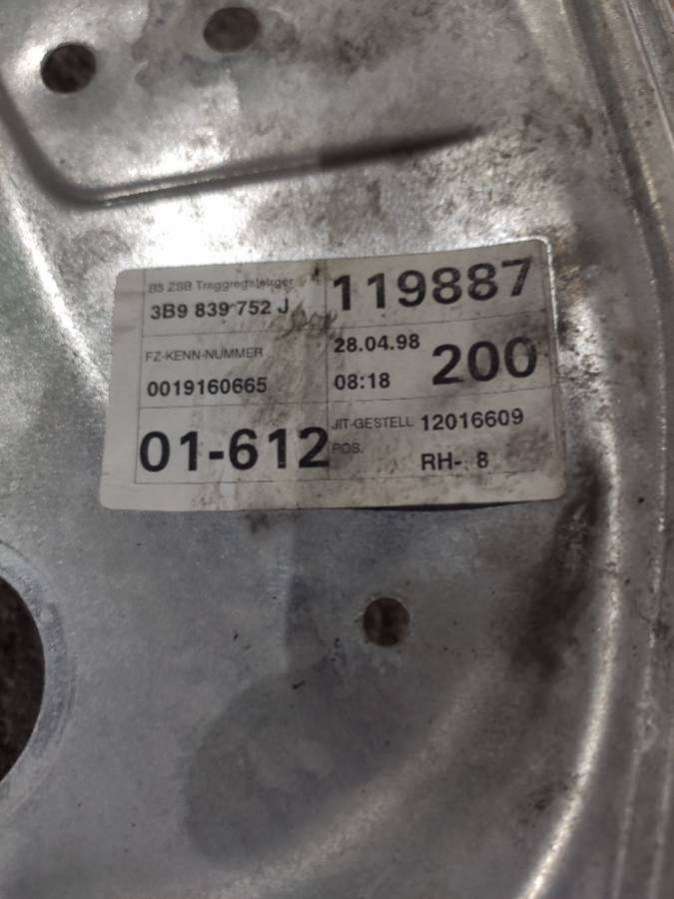 B5 ZSB Traggregatetrger
3B9 839 752 J
119887
FZ-KENN-NUMMER
0019160665
28.04.98
08:18
200
01-612
JIT-GESTELL 12016609
POS. RH- 8